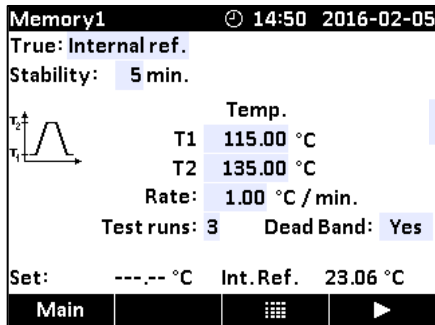 Memory1 14:50 2016-02-05
True: Internal ref.
Stability: 5 min.
Temp.
T2
T1
T1 115.00 °C
T2 135.00 °C
Rate: 1.00 °C / min.
Test runs: 3 Dead Band: Yes
Set: ---.-- °C Int. Ref. 23.06 °C
Main